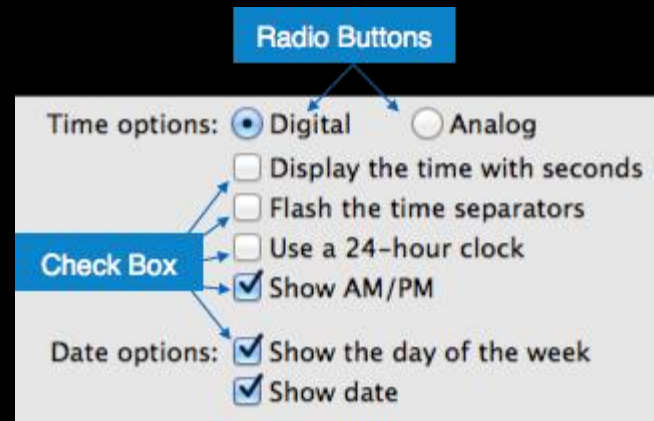 Radio Buttons
Time options: Digital Analog
Display the time with seconds
Flash the time separators
Use a 24-hour clock
Check Box
Show AM/PM
Date options: Show the day of the week
Show date